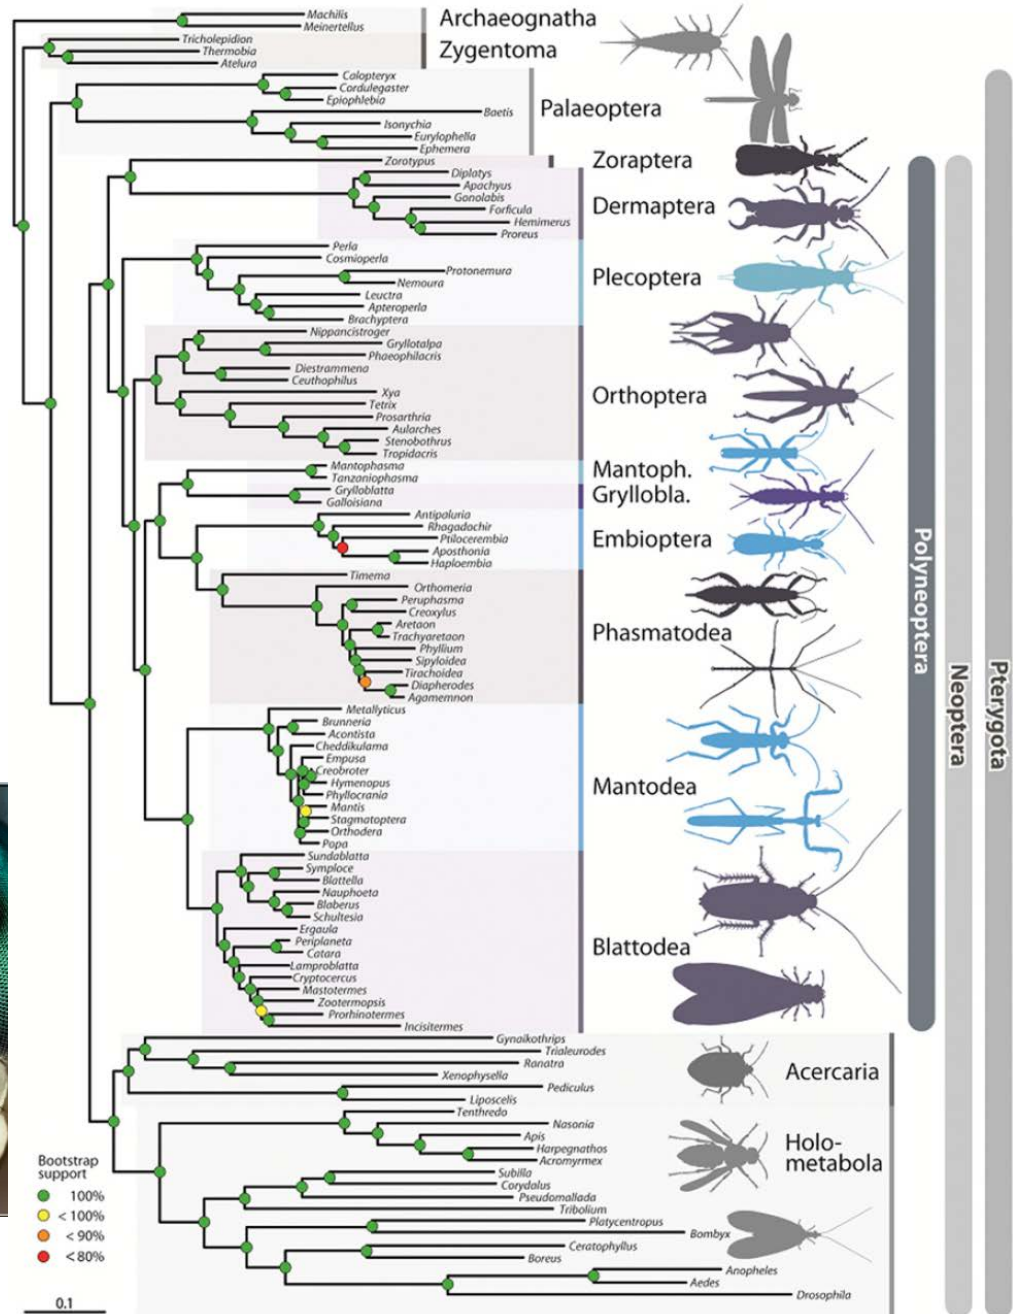 Machilis
Meinertellus
Archaeognatha
Tricholepidion
Thermobia
Atelura
Zygentoma
Calopteryx
Cordulegaster
Epiophlebia
Baetis
Isonychia
Eurylophella
Ephemera
Palaeoptera
Zorotypus
Zoraptera
Diplatys
Apachyus
Gonolabis
Forficula
Hemimerus
Proreus
Dermaptera
Perla
Cosmioperla
Protonemura
Nemoura
Leuctra
Apteroperla
Brachyptera
Plecoptera
Nippancistroger
Gryllotalpa
Phaeophilacris
Diestrammena
Ceuthophilus
Xya
Tetrix
Prosarthria
Aularches
Stenobothrus
Tropidacris
Orthoptera
Mantophasma
Tanzaniophasma
Mantoph.
Grylloblatta
Galloisiana
Gryllobla.
Antipaluria
Rhagadochir
Ptilocerembia
Aposthonia
Haploembia
Embioptera
Timema
Orthomeria
Peruphasma
Creoxylus
Aretaon
Trachyaretaon
Phyllium
Sipyloidea
Tirachoidea
Diapherodes
Agamemnon
Phasmatodea
Metallyticus
Brunneria
Acontista
Cheddikulama
Empusa
Creobroter
Hymenopus
Phyllocrania
Mantis
Stagmatoptera
Orthodera
Popa
Mantodea
Sundablatta
Symploce
Blattella
Nauphoeta
Blaberus
Schultesia
Ergaula
Periplaneta
Catara
Lamproblatta
Cryptocercus
Mastotermes
Zootermopsis
Prorhinotermes
Incisitermes
Blattodea
Polyneoptera
Neoptera
Pterygota
Gynaikothrips
Trialeurodes
Ranatra
Xenophysella
Pediculus
Liposcelis
Acercaria
Tenthredo
Nasonia
Apis
Harpegnathos
Acromyrmex
Subilla
Corydalus
Pseudomallada
Tribolium
Platycentropus
Bombyx
Ceratophyllus
Boreus
Anopheles
Aedes
Drosophila
Holo-
metabola
Bootstrap
support
100%
< 100%
< 90%
< 80%
0.1